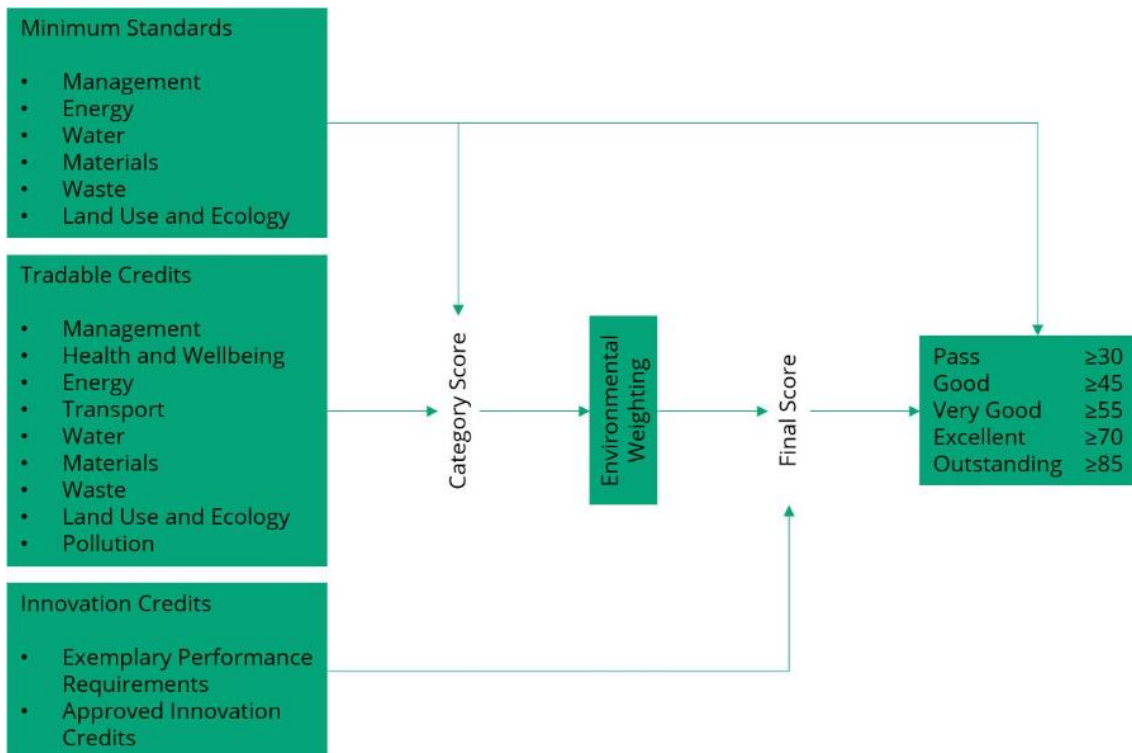 Minimum Standards
• Management
• Energy
• Water
• Materials
• Waste
• Land Use and Ecology
Tradable Credits
• Management
• Health and Wellbeing
• Energy
• Transport
• Water
• Materials
• Waste
• Land Use and Ecology
• Pollution
Innovation Credits
• Exemplary Performance
Requirements
• Approved Innovation
Credits
Category Score
Environmental
Weighting
Final Score
Pass ≥30
Good ≥45
Very Good ≥55
Excellent ≥70
Outstanding ≥85